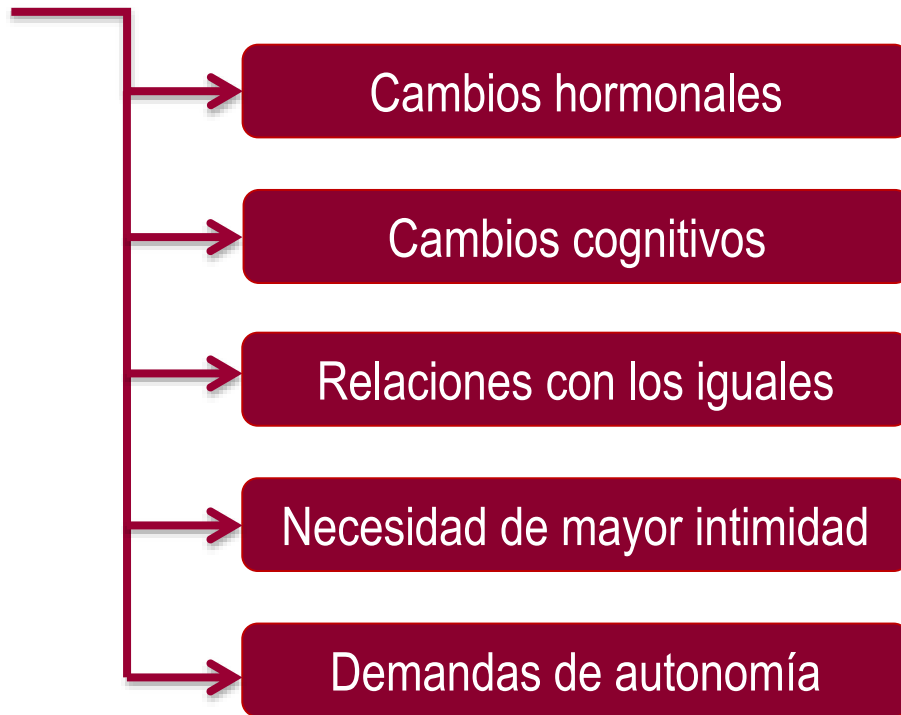 Cambios hormonales
Cambios cognitivos
Relaciones con los iguales
Necesidad de mayor intimidad
Demandas de autonomía